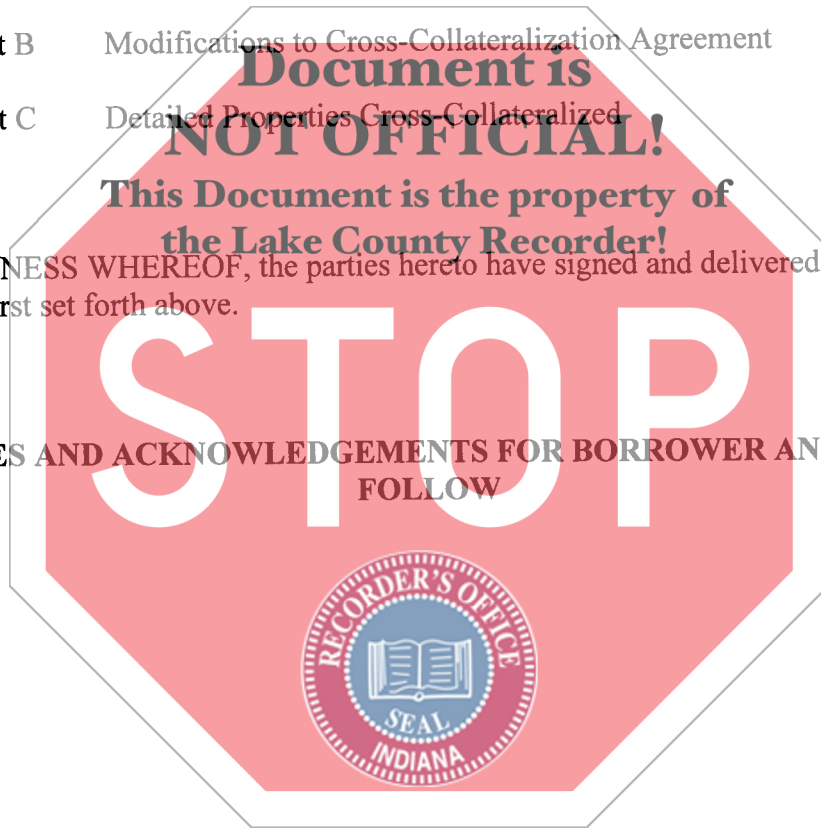 t B Modifications to Cross-Collateralization Agreement
Document is
t C Detailed Properties Cross-Collateralized
NOT OFFICIAL!
This Document is the property of
the Lake County Recorder!
NESS WHEREOF, the parties hereto have signed and delivered
rst set forth above.
STOP
ES AND ACKNOWLEDGEMENTS FOR BORROWER AN
FOLLOW
RECORDER'S OFFICE
SEAL
INDIANA